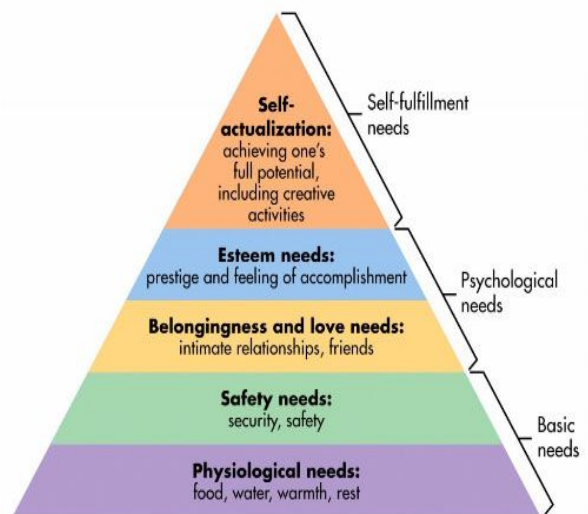 Self-
actualization:
achieving one's
full potential,
including creative
activities
Self-fulfillment
needs
Esteem needs:
prestige and feeling of accomplishment
Belongingness and love needs:
intimate relationships, friends
Psychological
needs
Safety needs:
security, safety
Physiological needs:
food, water, warmth, rest
Basic
needs